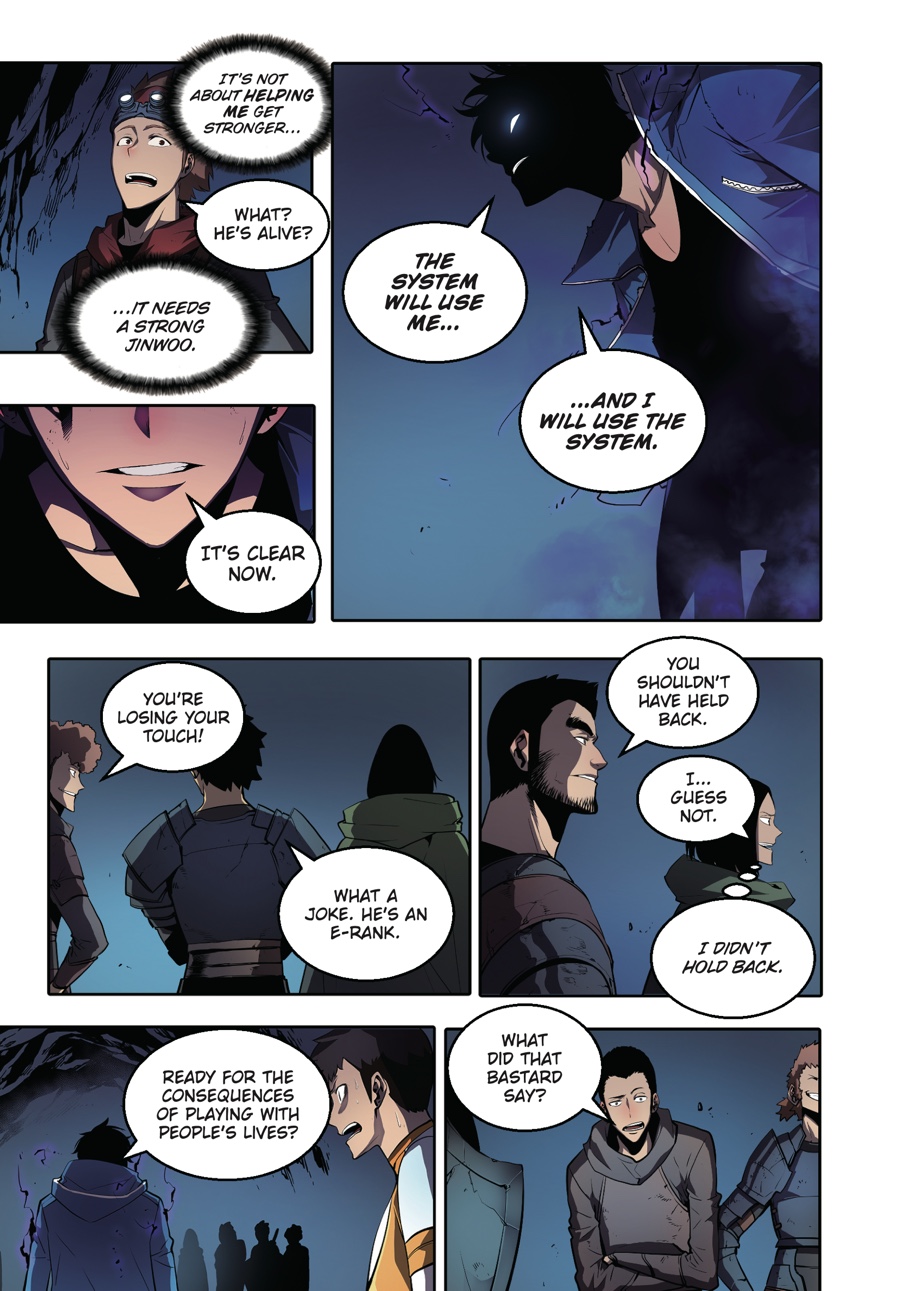 IT'S NOT
ABOUT HELPING
ME GET
STRONGER...
WHAT?
HE'S ALIVE?
...IT NEEDS
A STRONG
JINWOO.
THE
SYSTEM
WILL USE
ME...
...AND I
WILL USE THE
SYSTEM.
IT'S CLEAR
NOW.
YOU'RE
LOSING YOUR
TOUCH!
WHAT A
JOKE. HE'S AN
E-RANK.
YOU
SHOULDN'T
HAVE HELD
BACK.
I...
GUESS
NOT.
I DIDN'T
HOLD BACK.
READY FOR THE
CONSEQUENCES
OF PLAYING WITH
PEOPLE'S LIVES?
WHAT
DID THAT
BASTARD
SAY?